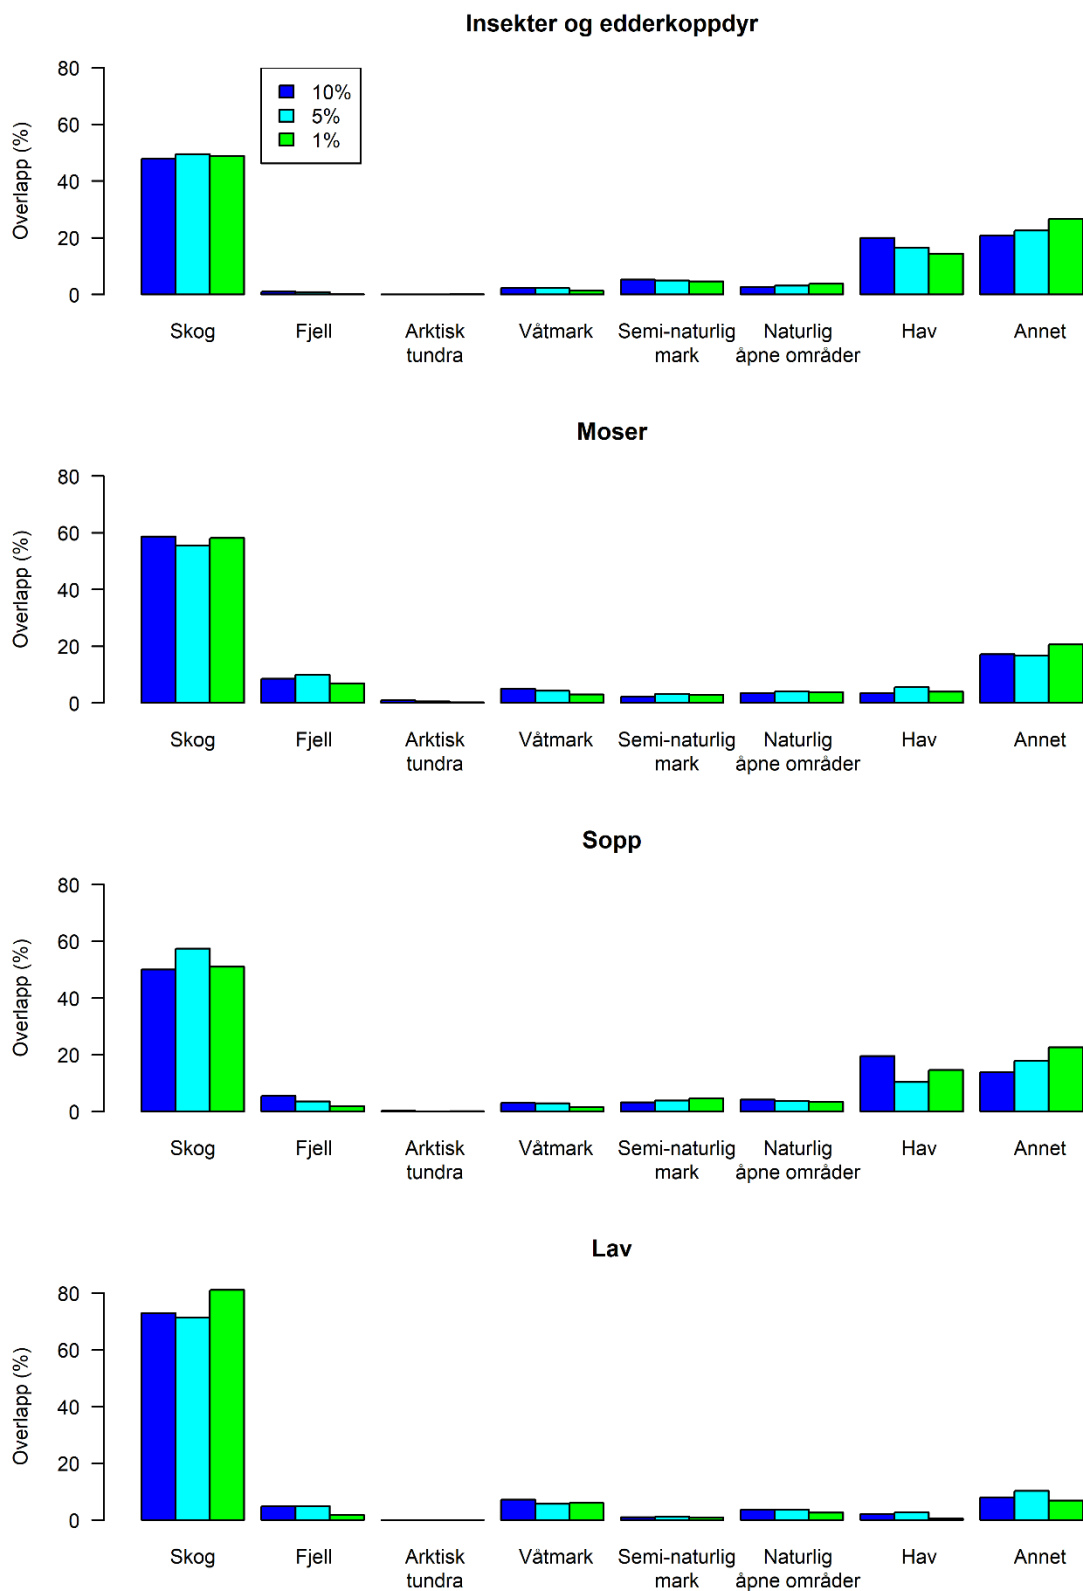 Insekter og edderkoppdyr
80
60
40
20
0
Overlapp (%)
10%
5%
1%
Skog Fjell Arktisk tundra Våtmark Semi-naturlig mark Naturlig åpne områder Hav Annet
Moser
80
60
40
20
0
Overlapp (%)
Skog Fjell Arktisk tundra Våtmark Semi-naturlig mark Naturlig åpne områder Hav Annet
Sopp
80
60
40
20
0
Overlapp (%)
Skog Fjell Arktisk tundra Våtmark Semi-naturlig mark Naturlig åpne områder Hav Annet
Lav
80
60
40
20
0
Overlapp (%)
Skog Fjell Arktisk tundra Våtmark Semi-naturlig mark Naturlig åpne områder Hav Annet